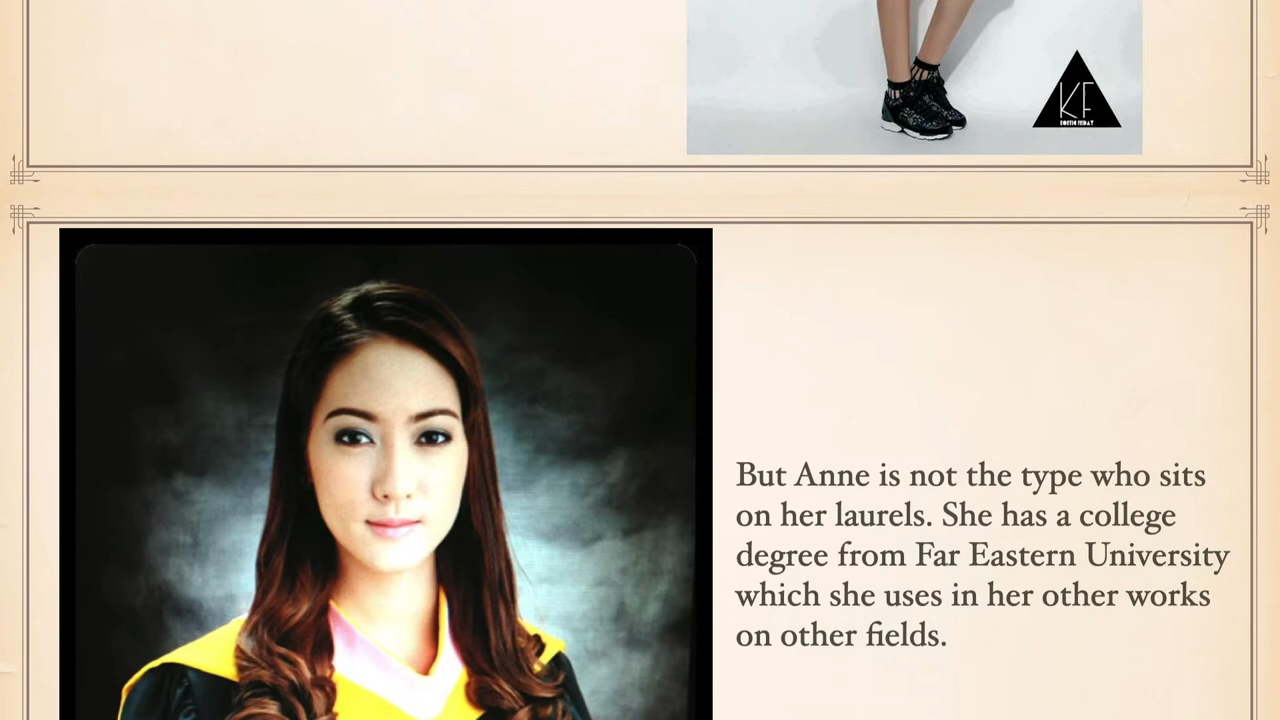 KF
But Anne is not the type who sits
on her laurels. She has a college
degree from Far Eastern University
which she uses in her other works
on other fields.